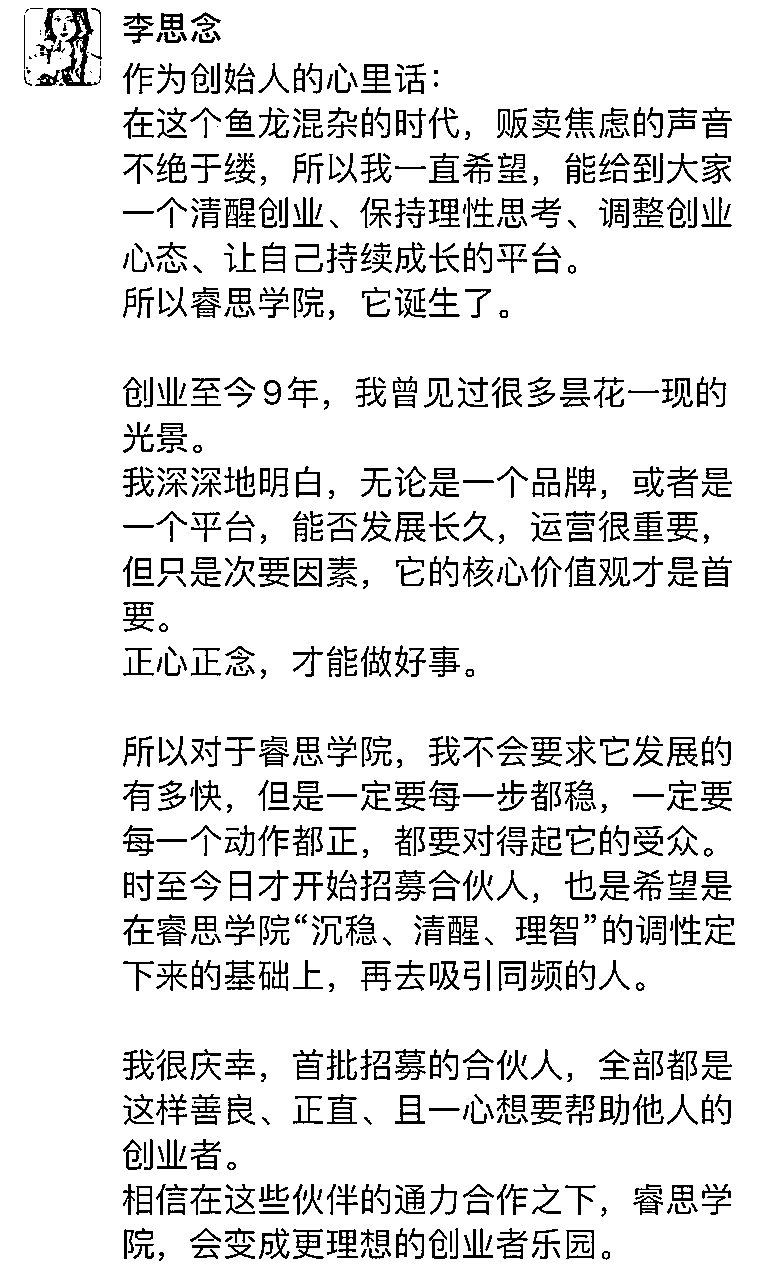 李思念
作为创始人的心里话：
在这个鱼龙混杂的时代，贩卖焦虑的声音
不绝于缕，所以我一直希望，能给到大家
一个清醒创业、保持理性思考、调整创业
心态、让自己持续成长的平台。
所以睿思学院，它诞生了。
创业至今9年，我曾见过很多昙花一现的
光景。
我深深地明白，无论是一个品牌，或者是
一个平台，能否发展长久，运营很重要，
但只是次要因素，它的核心价值观才是首
要。
正心正念，才能做好事。
所以对于睿思学院，我不会要求它发展的
有多快，但是一定要每一步都稳，一定要
每一个动作都正，都要对得起它的受众。
时至今日才开始招募合伙人，也是希望是
在睿思学院“沉稳、清醒、理智”的调性定
下来的基础上，再去吸引同频的人。
我很庆幸，首批招募的合伙人，全部都是
这样善良、正直、且一心想要帮助他人的
创业者。
相信在这些伙伴的通力合作之下，睿思学
院，会变成更理想的创业者乐园。